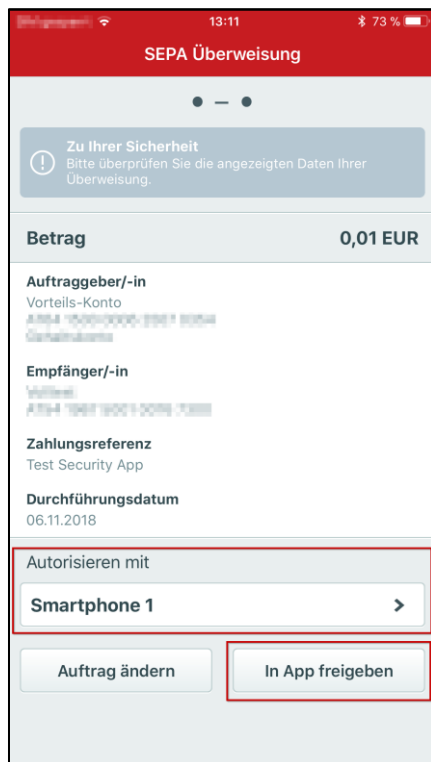 13:11
73 %
SEPA Überweisung
Zu Ihrer Sicherheit
Bitte überprüfen Sie die angezeigten Daten Ihrer
Überweisung.
Betrag 0,01 EUR
Auftraggeber/-in
Vorteils-Konto
Empfänger/-in
Zahlungsreferenz
Test Security App
Durchführungsdatum
06.11.2018
Autorisieren mit
Smartphone 1
Auftrag ändern In App freigeben